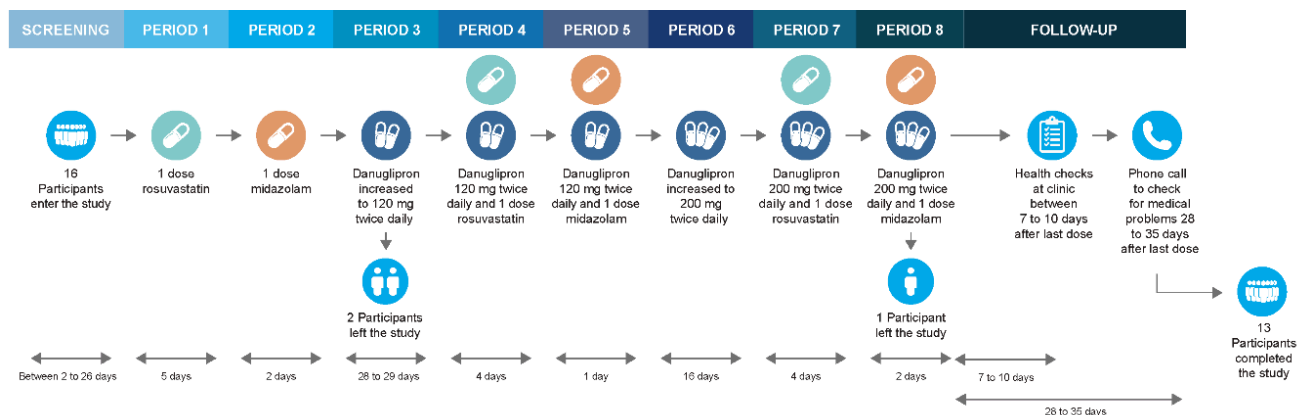 SCREENING
PERIOD 1
PERIOD 2
PERIOD 3
PERIOD 4
PERIOD 5
PERIOD 6
PERIOD 7
PERIOD 8
FOLLOW-UP
16
Participants
enter the study
1 dose
rosuvastatin
1 dose
midazolam
Danuglipron
increased
to 120 mg
twice daily
Danuglipron
120 mg twice
daily and 1 dose
rosuvastatin
Danuglipron
120 mg twice
daily and 1 dose
midazolam
Danuglipron
increased to
200 mg
twice daily
Danuglipron
200 mg twice
daily and 1 dose
rosuvastatin
Danuglipron
200 mg twice
daily and 1 dose
midazolam
Health checks
at clinic
between
7 to 10 days
after last dose
Phone call
to check
for medical
problems 28
to 35 days
after last dose
2 Participants
left the study
1 Participant
left the study
13
Participants
completed
the study
Between 2 to 26 days
5 days
2 days
28 to 29 days
4 days
1 day
16 days
4 days
2 days
7 to 10 days
28 to 35 days